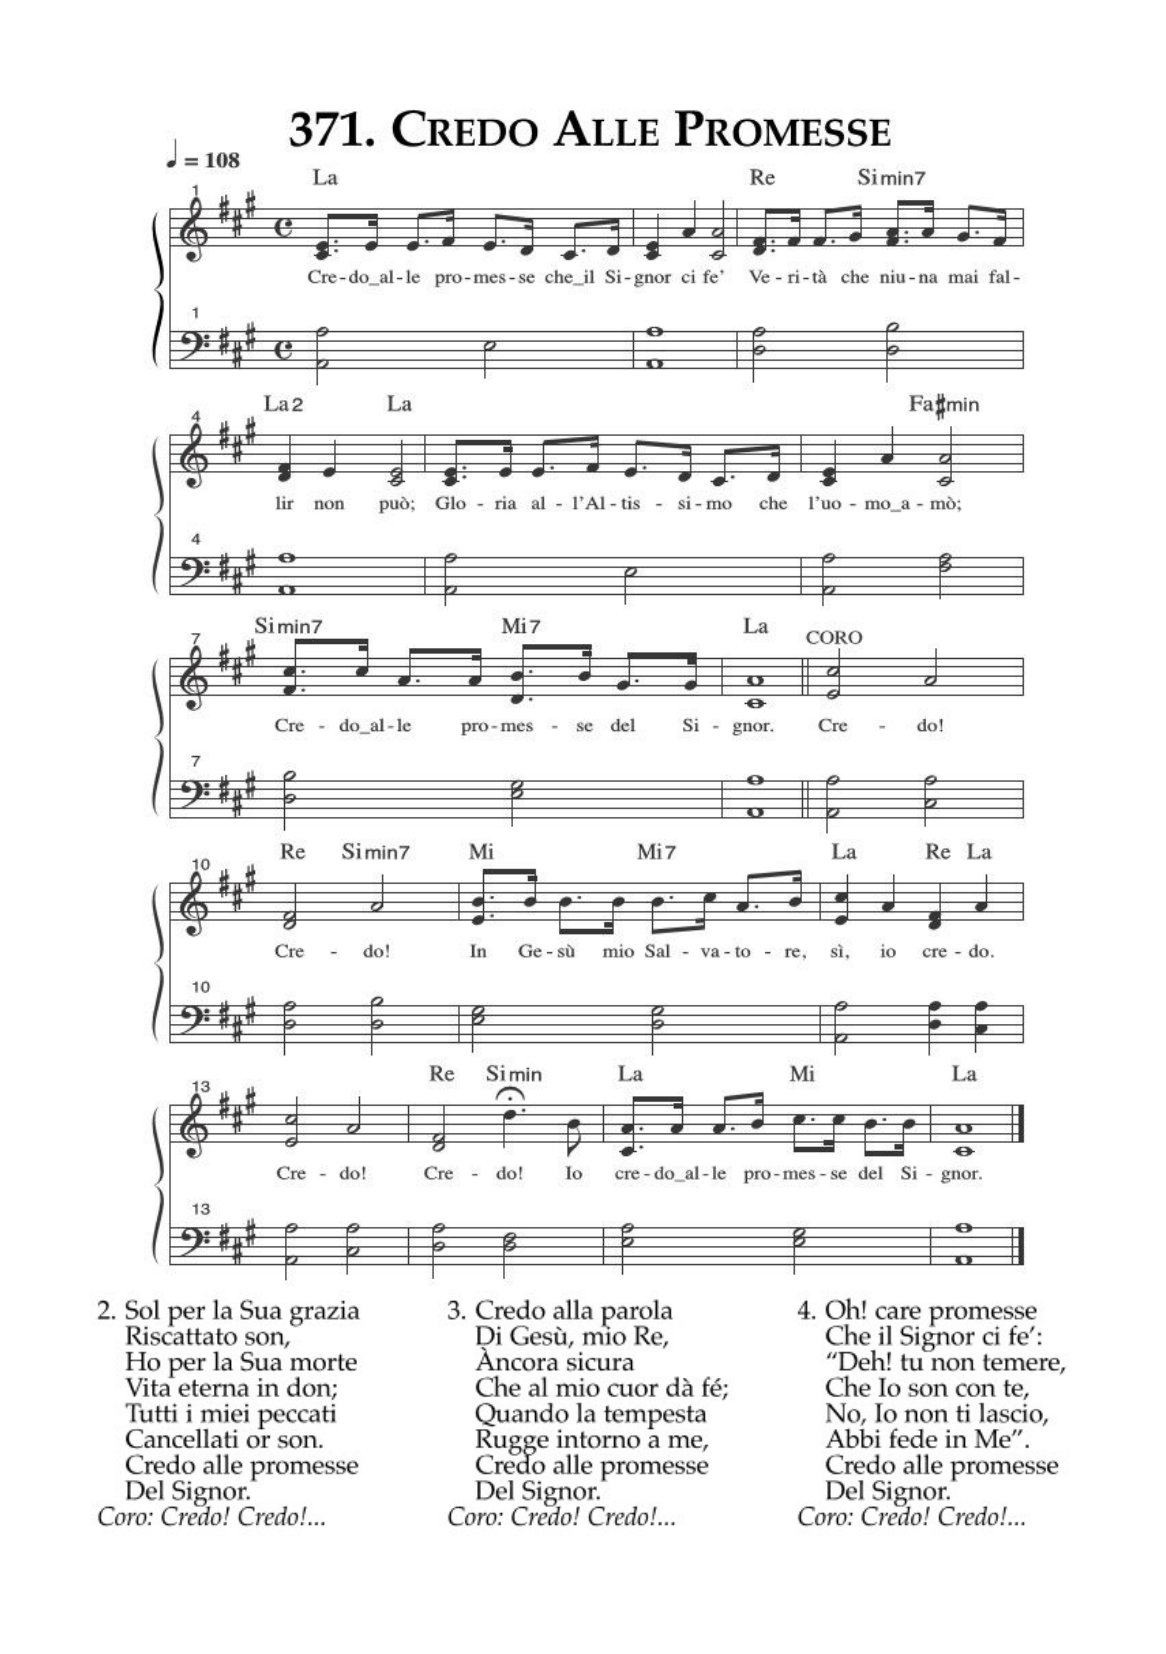 371. CREDO ALLE PROMESSE
= 108
La Re Simin7
1
Cre-do_al-le pro-mes-se che_il Si-gnor ci fe' Ve-ri-tà che niu-na mai fal-
1
La2 La Fa♯min
4
lir non può; Glo-ria al-l'Al-tis-si-mo che l'uo-mo_a-mò;
4
Simin7 Mi7 La CORO
7
Cre-do_al-le pro-mes-se del Si-gnor. Cre-do!
7
Re Simin7 Mi Mi7 La Re La
10
Cre-do! In Ge-sù mio Sal-va-to-re, sì, io cre-do.
10
Re Simin La Mi La
13
Cre-do! Cre-do! Io cre-do_al-le pro-mes-se del Si-gnor.
13
2. Sol per la Sua grazia
Riscattato son,
Ho per la Sua morte
Vita eterna in don;
Tutti i miei peccati
Cancellati or son.
Credo alle promesse
Del Signor.
Coro: Credo! Credo!...
3. Credo alla parola
Di Gesù, mio Re,
Àncora sicura
Che al mio cuor dà fé;
Quando la tempesta
Rugge intorno a me,
Credo alle promesse
Del Signor.
Coro: Credo! Credo!...
4. Oh! care promesse
Che il Signor ci fe':
“Deh! tu non temere,
Che Io son con te,
No, Io non ti lascio,
Abbi fede in Me”.
Credo alle promesse
Del Signor.
Coro: Credo! Credo!...